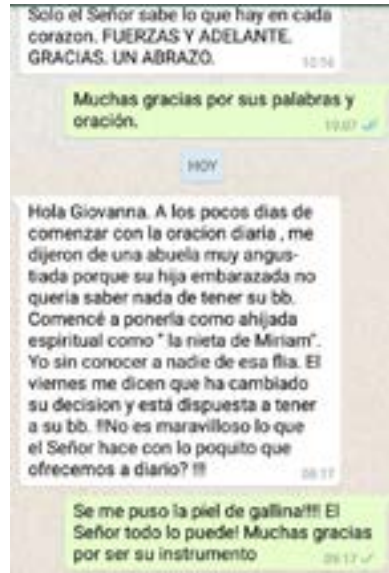 Solo el Señor sabe lo que hay en cada
corazon. FUERZAS Y ADELANTE.
GRACIAS. UN ABRAZO.
Muchas gracias por sus palabras y
oración.
19:07
HOY
Hola Giovanna. A los pocos dias de
comenzar con la oracion diaria , me
dijeron de una abuela muy angus-
tiada porque su hija embarazada no
queria saber nada de tener su bb.
Comencé a ponerla como ahijada
espiritual como " la nieta de Miriam".
Yo sin conocer a nadie de esa flia. El
viernes me dicen que ha cambiado
su decision y está dispuesta a tener
a su bb. !!No es maravilloso lo que
el Señor hace con lo poquito que
ofrecemos a diario? !!!
Se me puso la piel de gallina!!!! El
Señor todo lo puede! Muchas gracias
por ser su instrumento